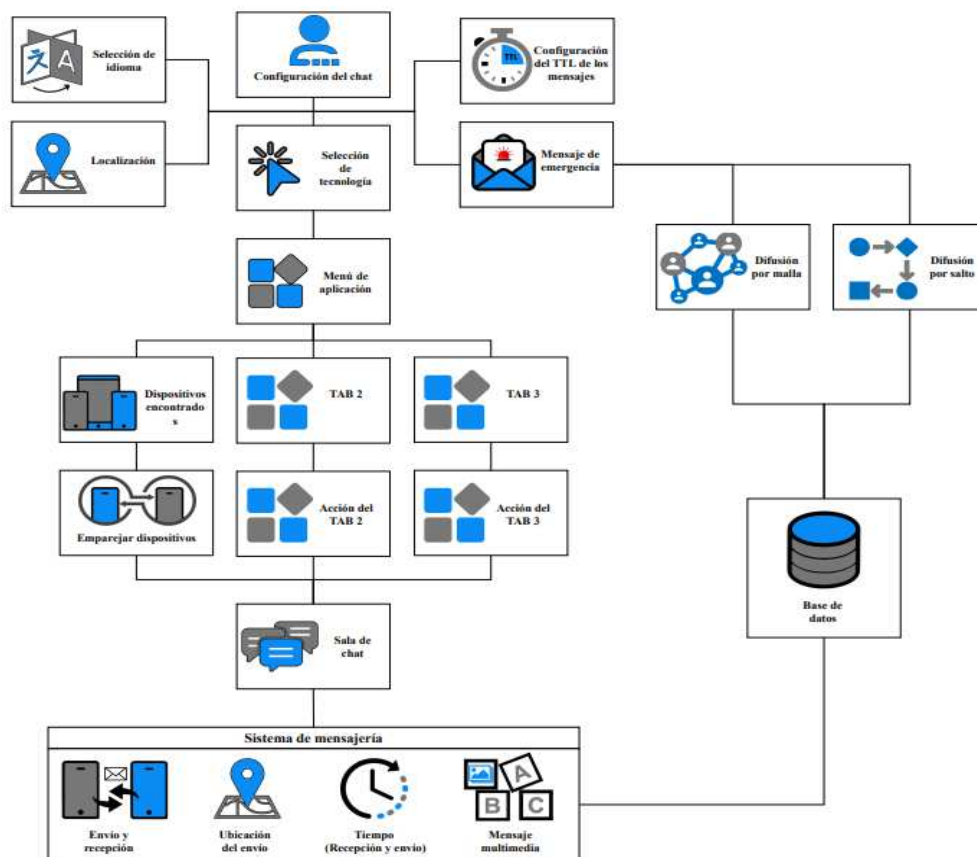 Selección de
idioma
Configuración del chat
TTL
Configuración
del TTL de los
mensajes
Localización
Selección
de
tecnología
Mensaje de
emergencia
Menú de
aplicación
Difusión
por malla
Difusión
por salto
Dispositivos
encontrado
s
TAB 2
TAB 3
Emparejar dispositivos
Acción del
TAB 2
Acción del
TAB 3
Base de
datos
Sala de
chat
Sistema de mensajería
A
B
C
Envío y
recepción
Ubicación
del envío
Tiempo
(Recepción y envío)
Mensaje
multimedia